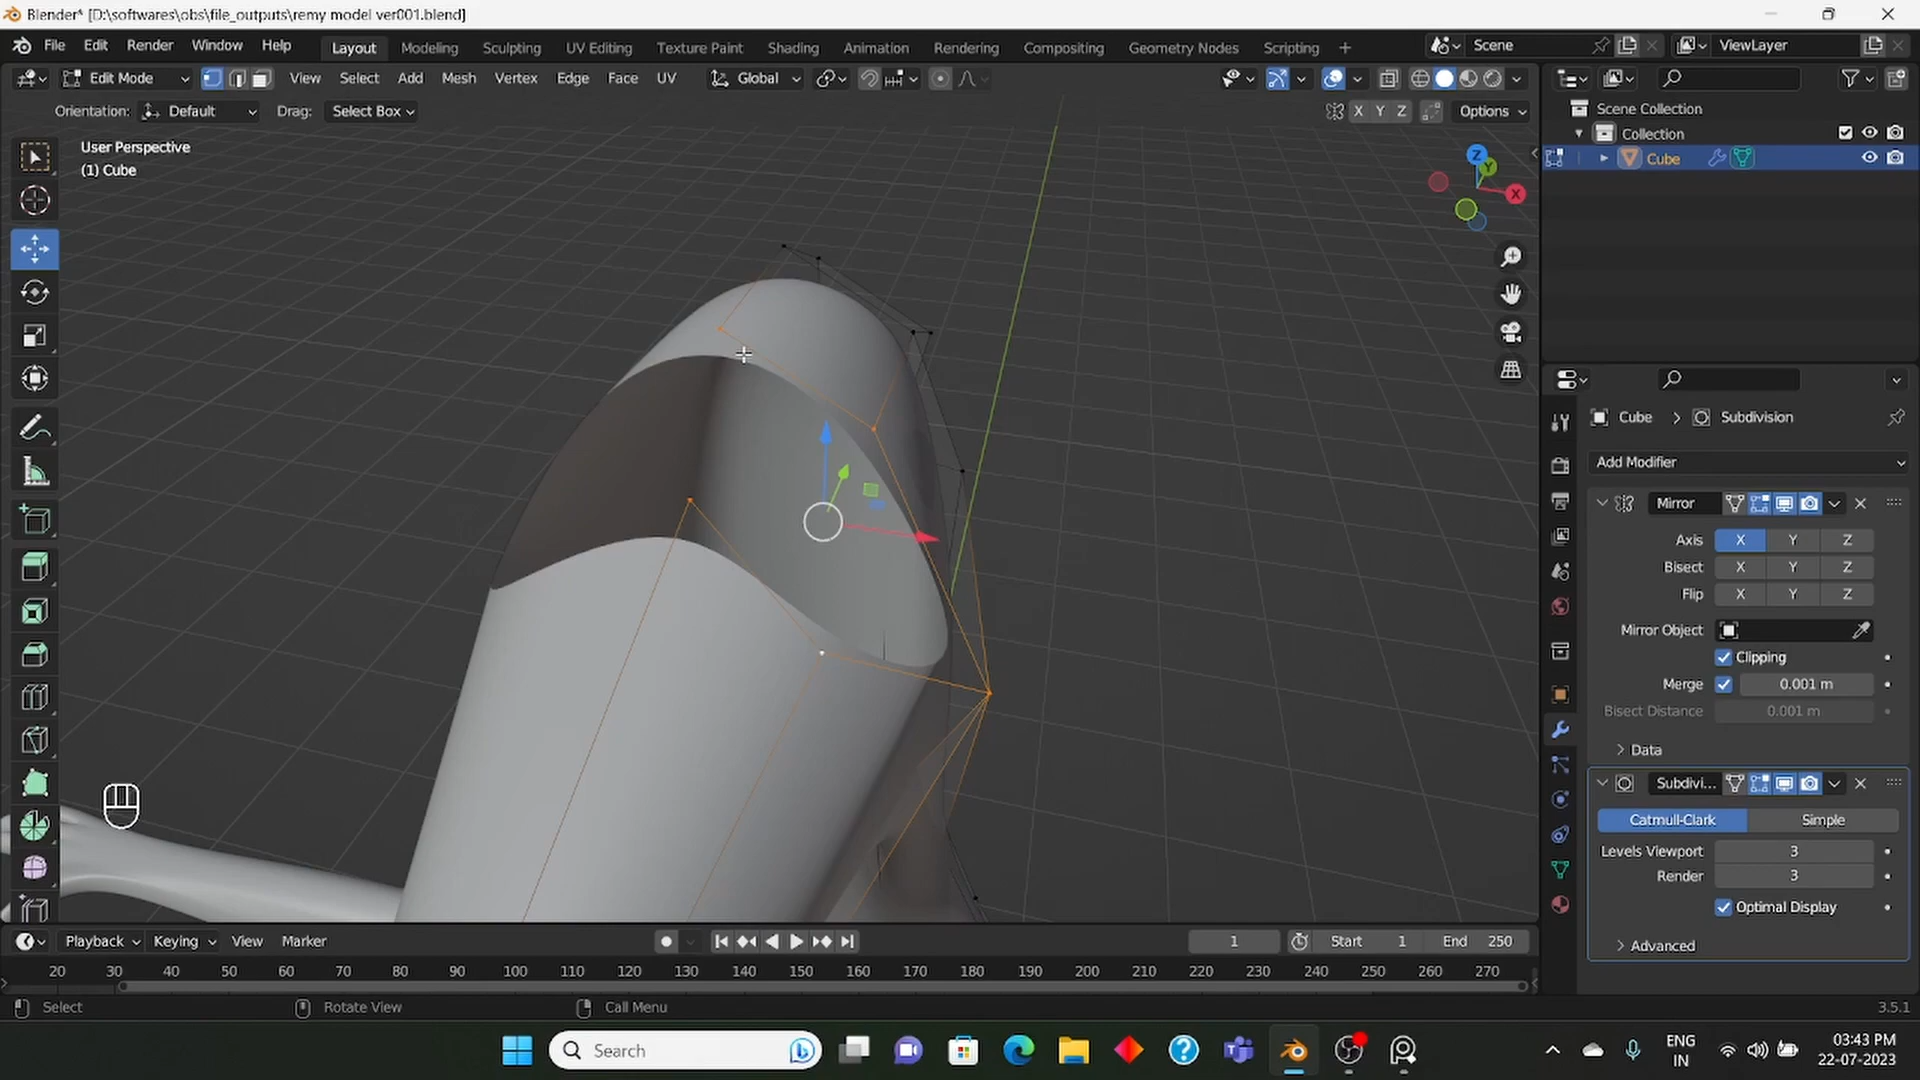 Blender* [D:\softwares\obs\file_outputs\remy model ver001.blend]
File Edit Render Window Help Layout Modeling Sculpting UV Editing Texture Paint Shading Animation Rendering Compositing Geometry Nodes Scripting + Scene ViewLayer
Edit Mode View Select Add Mesh Vertex Edge Face UV Global
Orientation: Default Drag: Select Box X Y Z Options
User Perspective
(1) Cube
Z
Y
X
Scene Collection
Collection
Cube
Cube > Subdivision
Add Modifier
Mirror
Axis X Y Z
Bisect X Y Z
Flip X Y Z
Mirror Object
Clipping
Merge 0.001 m
Bisect Distance 0.001 m
Data
Subdivi...
Catmull-Clark Simple
Levels Viewport 3
Render 3
Optimal Display
Advanced
Playback Keying View Marker 1 Start 1 End 250
20 30 40 50 60 70 80 90 100 110 120 130 140 150 160 170 180 190 200 210 220 230 240 250 260 270
Select Rotate View Call Menu 3.5.1
Search
ENG
IN
03:43 PM
22-07-2023